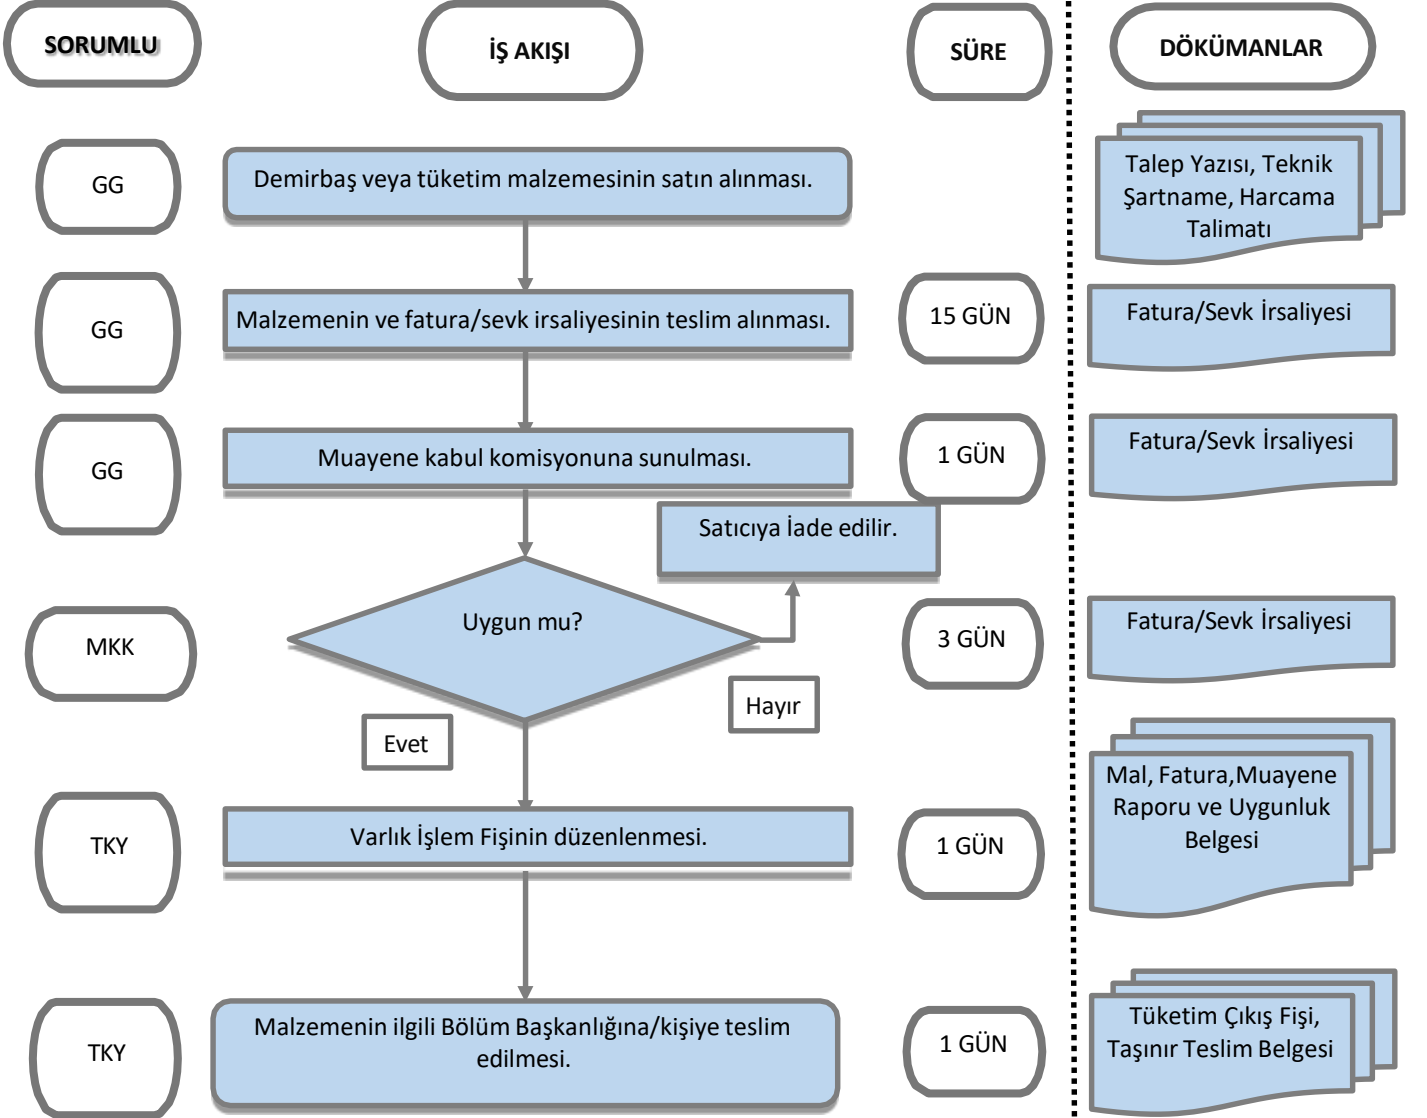 SORUMLU
İŞ AKIŞI
SÜRE
DÖKÜMANLAR
GG
Demirbaş veya tüketim malzemesinin satın alınması.
Talep Yazısı, Teknik
Şartname, Harcama
Talimatı
GG
Malzemenin ve fatura/sevk irsaliyesinin teslim alınması.
15 GÜN
Fatura/Sevk İrsaliyesi
GG
Muayene kabul komisyonuna sunulması.
1 GÜN
Fatura/Sevk İrsaliyesi
Satıcıya İade edilir.
MKK
Uygun mu?
3 GÜN
Fatura/Sevk İrsaliyesi
Hayır
Evet
TKY
Varlık İşlem Fişinin düzenlenmesi.
1 GÜN
Mal, Fatura,Muayene
Raporu ve Uygunluk
Belgesi
TKY
Malzemenin ilgili Bölüm Başkanlığına/kişiye teslim
edilmesi.
1 GÜN
Tüketim Çıkış Fişi,
Taşınır Teslim Belgesi